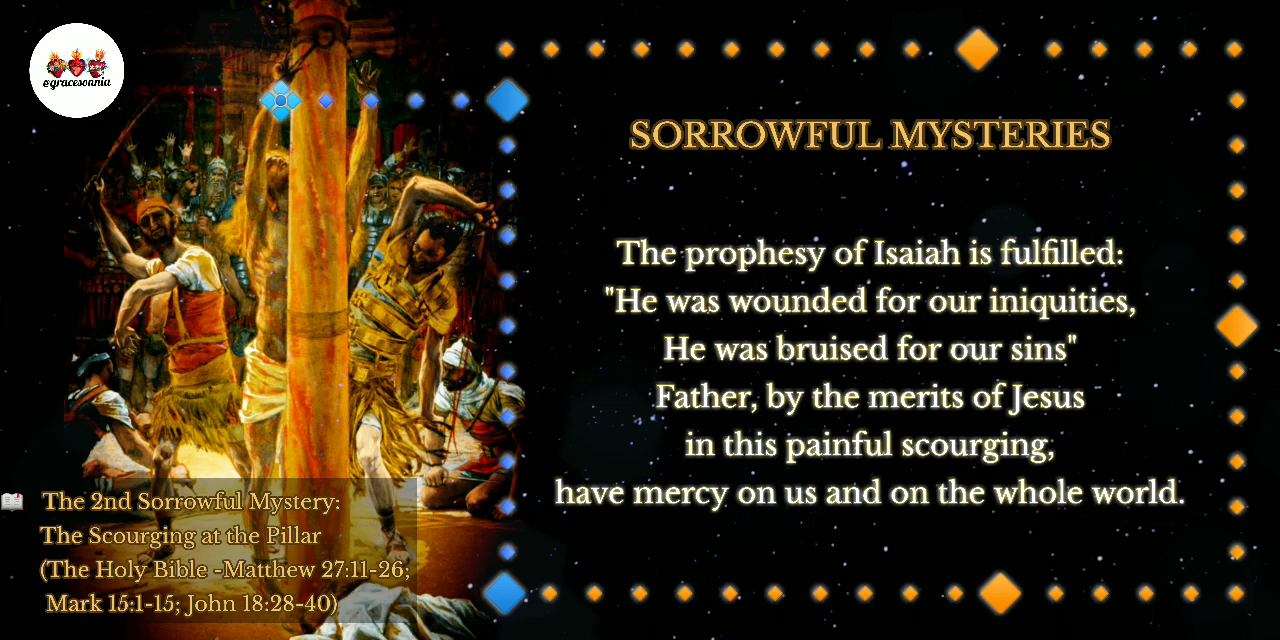 @gracesonnia
SORROWFUL MYSTERIES
The prophesy of Isaiah is fulfilled:
"He was wounded for our iniquities,
He was bruised for our sins"
Father, by the merits of Jesus
in this painful scourging,
have mercy on us and on the whole world.
The 2nd Sorrowful Mystery:
The Scourging at the Pillar
(The Holy Bible -Matthew 27:11-26;
Mark 15:1-15; John 18:28-40)